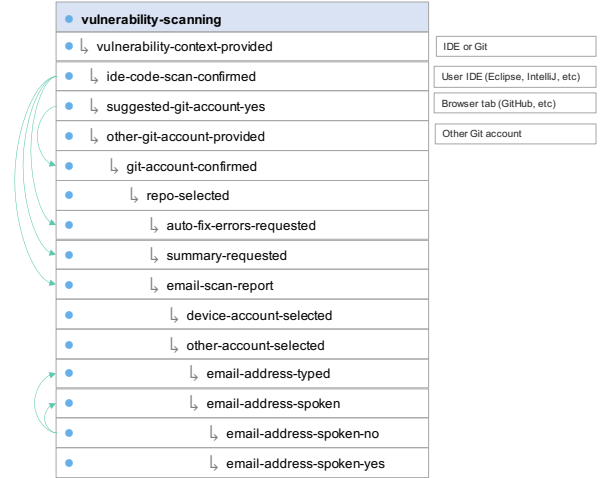 vulnerability-scanning
vulnerability-context-provided
IDE or Git
ide-code-scan-confirmed
User IDE (Eclipse, IntelliJ, etc)
suggested-git-account-yes
Browser tab (GitHub, etc)
other-git-account-provided
Other Git account
git-account-confirmed
repo-selected
auto-fix-errors-requested
summary-requested
email-scan-report
device-account-selected
other-account-selected
email-address-typed
email-address-spoken
email-address-spoken-no
email-address-spoken-yes